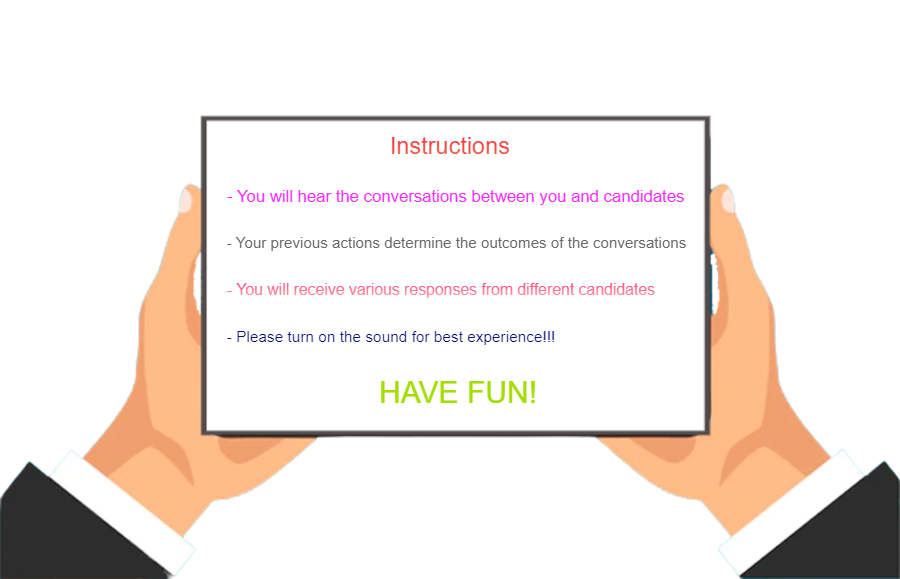 Instructions
- You will hear the conversations between you and candidates
- Your previous actions determine the outcomes of the conversations
- You will receive various responses from different candidates
- Please turn on the sound for best experience!!!
HAVE FUN!